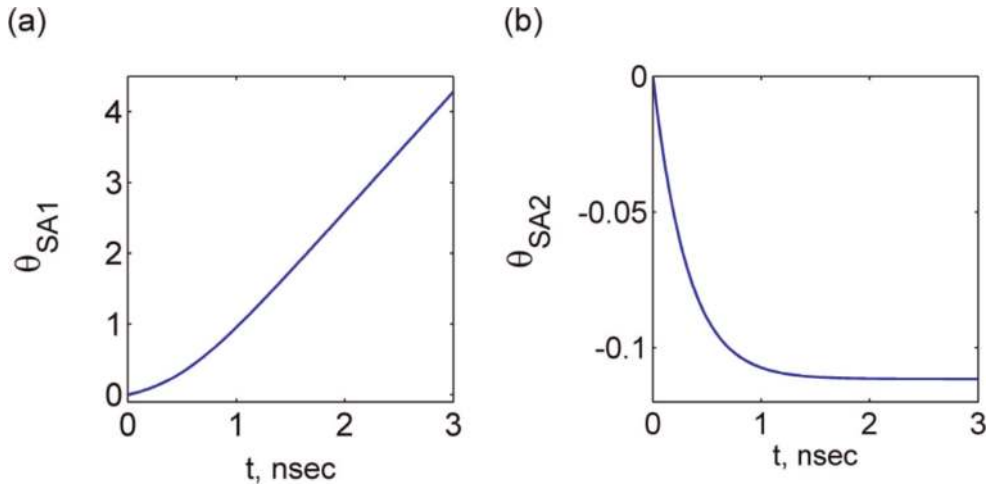 (a)
4
3
2
1
0
θSA1
0 1 2 3
t, nsec
(b)
0
-0.05
-0.1
θSA2
0 1 2 3
t, nsec